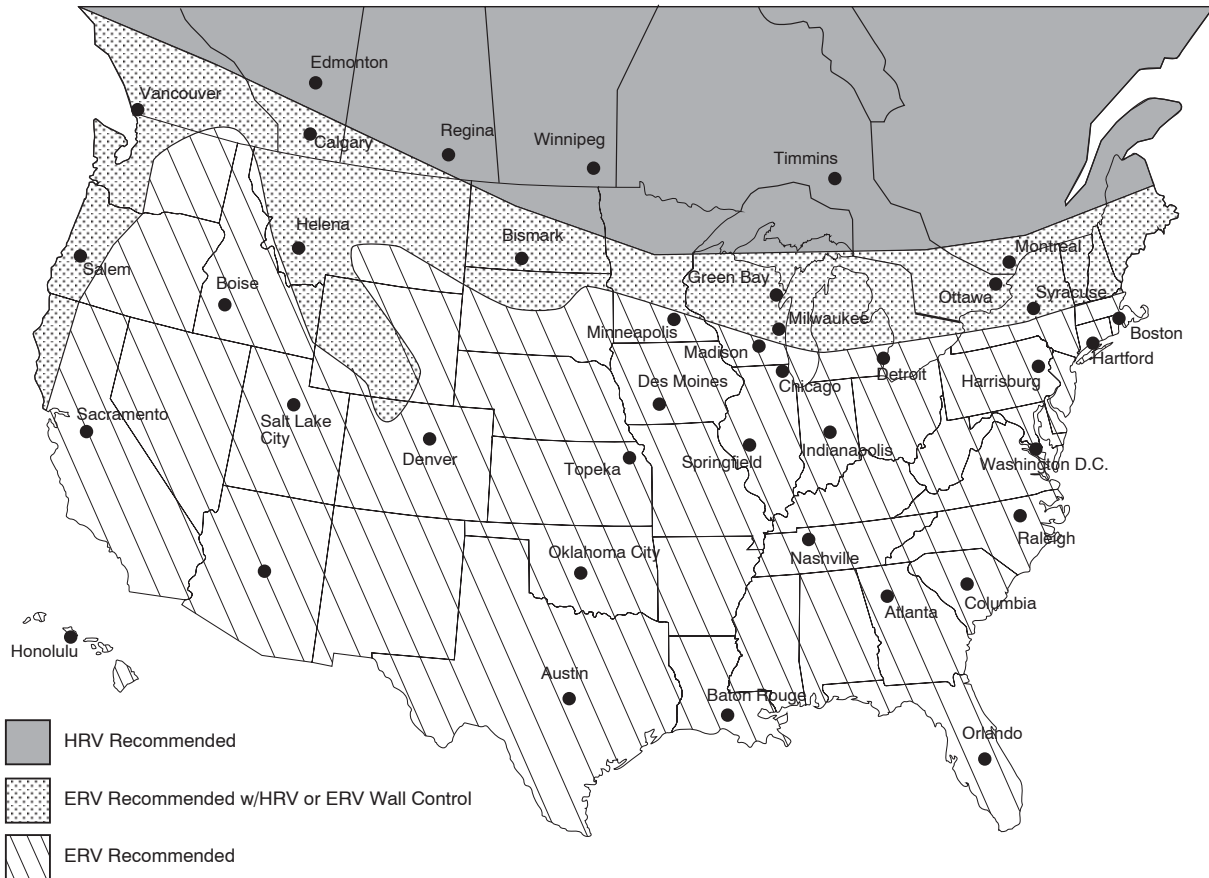 Edmonton
Vancouver
Calgary
Regina
Winnipeg
Timmins
Helena
Bismark
Montreal
Salem
Boise
Green Bay
Ottawa
Syracuse
Minneapolis
Milwaukee
Boston
Madison
Hartford
Des Moines
Chicago
Detroit
Harrisburg
Sacramento
Salt Lake
City
Denver
Topeka
Springfield
Indianapolis
Washington D.C.
Oklahoma City
Nashville
Raleigh
Atlanta
Columbia
Honolulu
Austin
Baton Rouge
Orlando
HRV Recommended
ERV Recommended w/HRV or ERV Wall Control
ERV Recommended